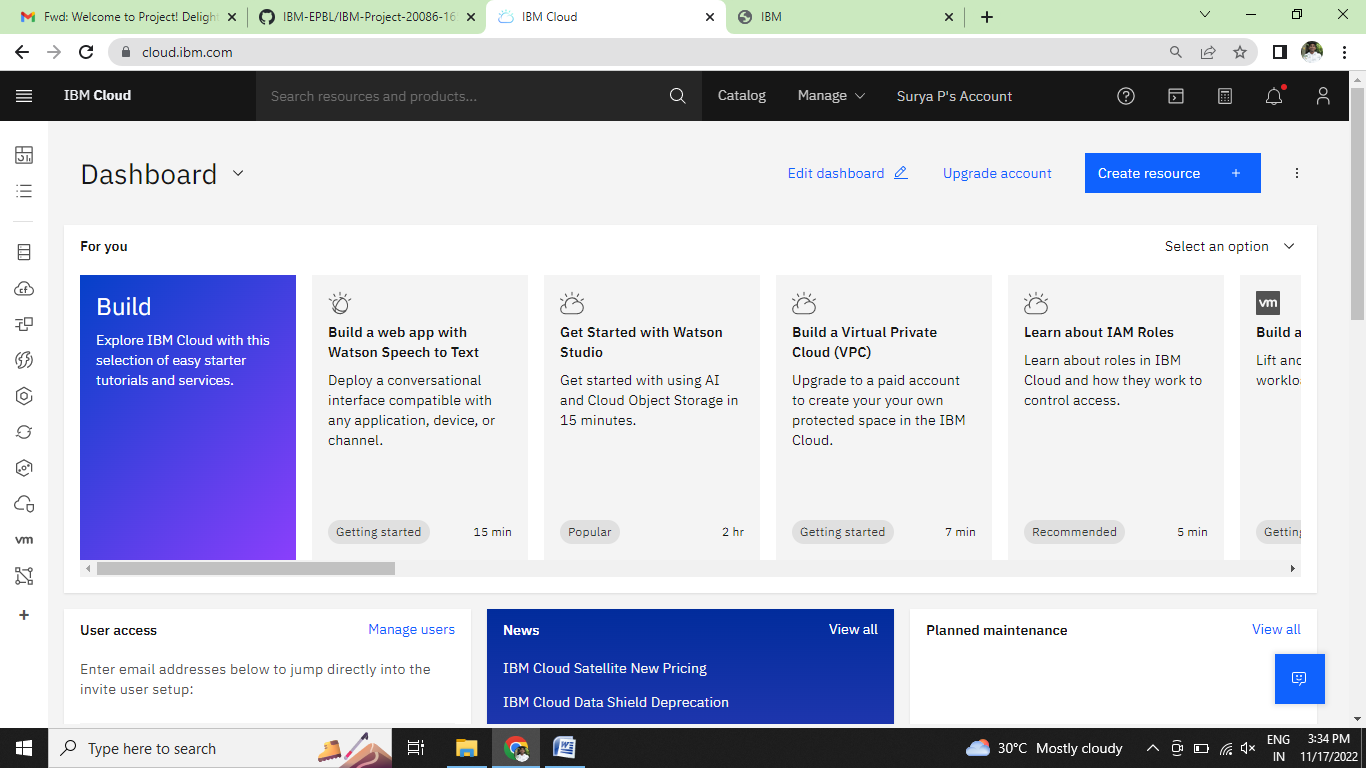 Fwd: Welcome to Project! Delight
IBM-EPBL/IBM-Project-20086-16
IBM Cloud
IBM
cloud.ibm.com
IBM Cloud
Search resources and products...
Catalog
Manage
Surya P's Account
Dashboard
Edit dashboard
Upgrade account
Create resource +
For you
Select an option
Build
Explore IBM Cloud with this
selection of easy starter
tutorials and services.
Build a web app with
Watson Speech to Text
Deploy a conversational
interface compatible with
any application, device, or
channel.
Getting started
15 min
Get Started with Watson
Studio
Get started with using AI
and Cloud Object Storage in
15 minutes.
Popular
2 hr
Build a Virtual Private
Cloud (VPC)
Upgrade to a paid account
to create your your own
protected space in the IBM
Cloud.
Getting started
7 min
Learn about IAM Roles
Learn about roles in IBM
Cloud and how they work to
control access.
Recommended
5 min
vm
Build a
Lift and
workloa
Getting
cf
vm
User access
Manage users
Enter email addresses below to jump directly into the
invite user setup:
News
View all
IBM Cloud Satellite New Pricing
IBM Cloud Data Shield Deprecation
Planned maintenance
View all
Type here to search
30°C Mostly cloudy
ENG
IN
3:34 PM
11/17/2022